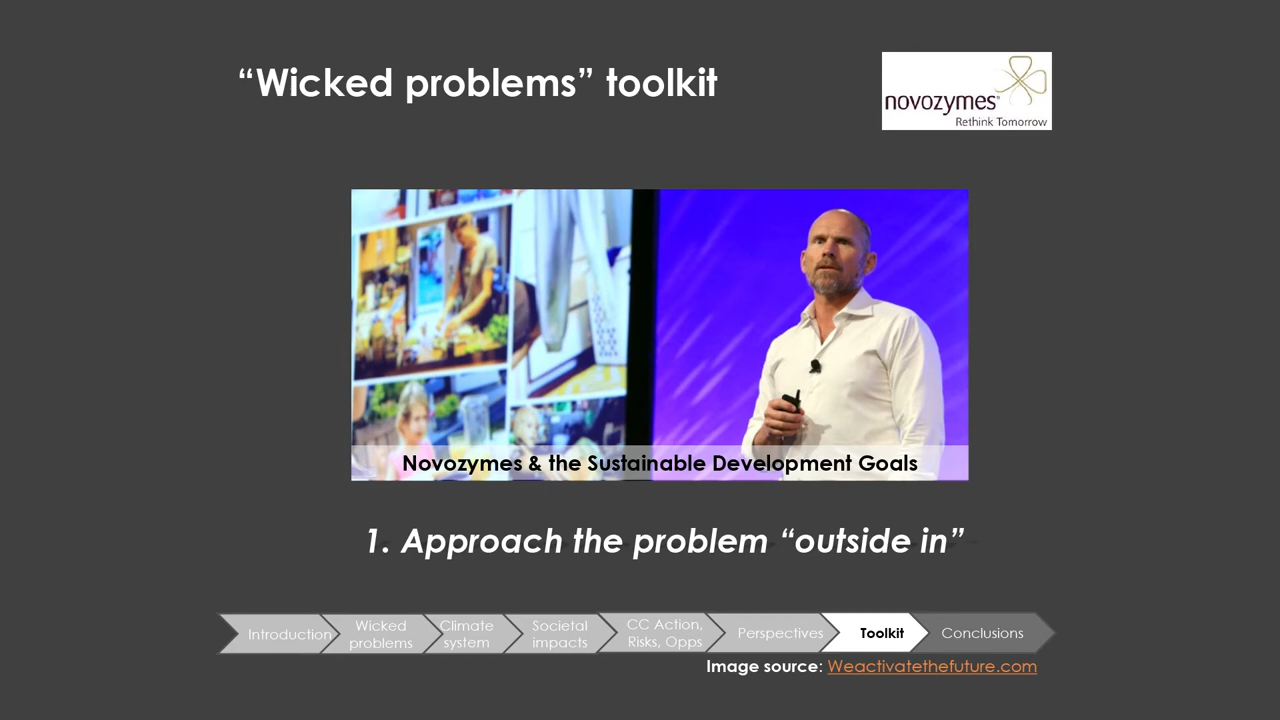 “Wicked problems” toolkit
novozymes™
Rethink Tomorrow
Novozymes & the Sustainable Development Goals
1. Approach the problem “outside in”
Introduction
Wicked
problems
Climate
system
Societal
impacts
CC Action,
Risks, Opps
Perspectives
Toolkit
Conclusions
Image source: Weactivatethefuture.com